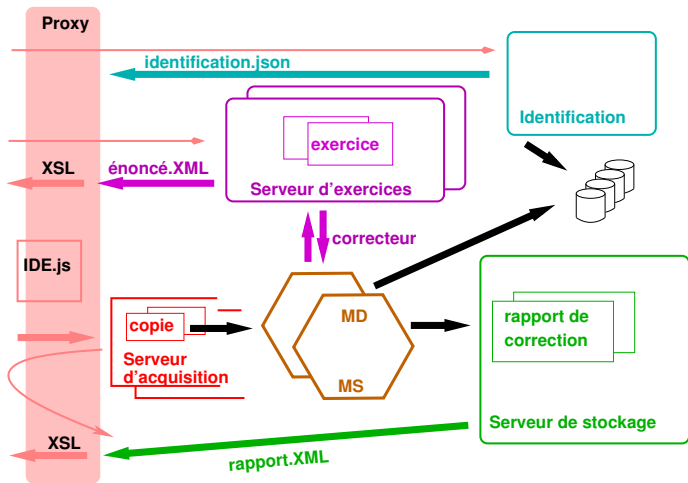 Proxy
identification.json
Identification
exercice
XSL
énoncé.XML
Serveur d'exercices
correcteur
IDE.js
copie
MD
rapport de
correction
Serveur
d'acquisition
MS
Serveur de stockage
XSL
rapport.XML